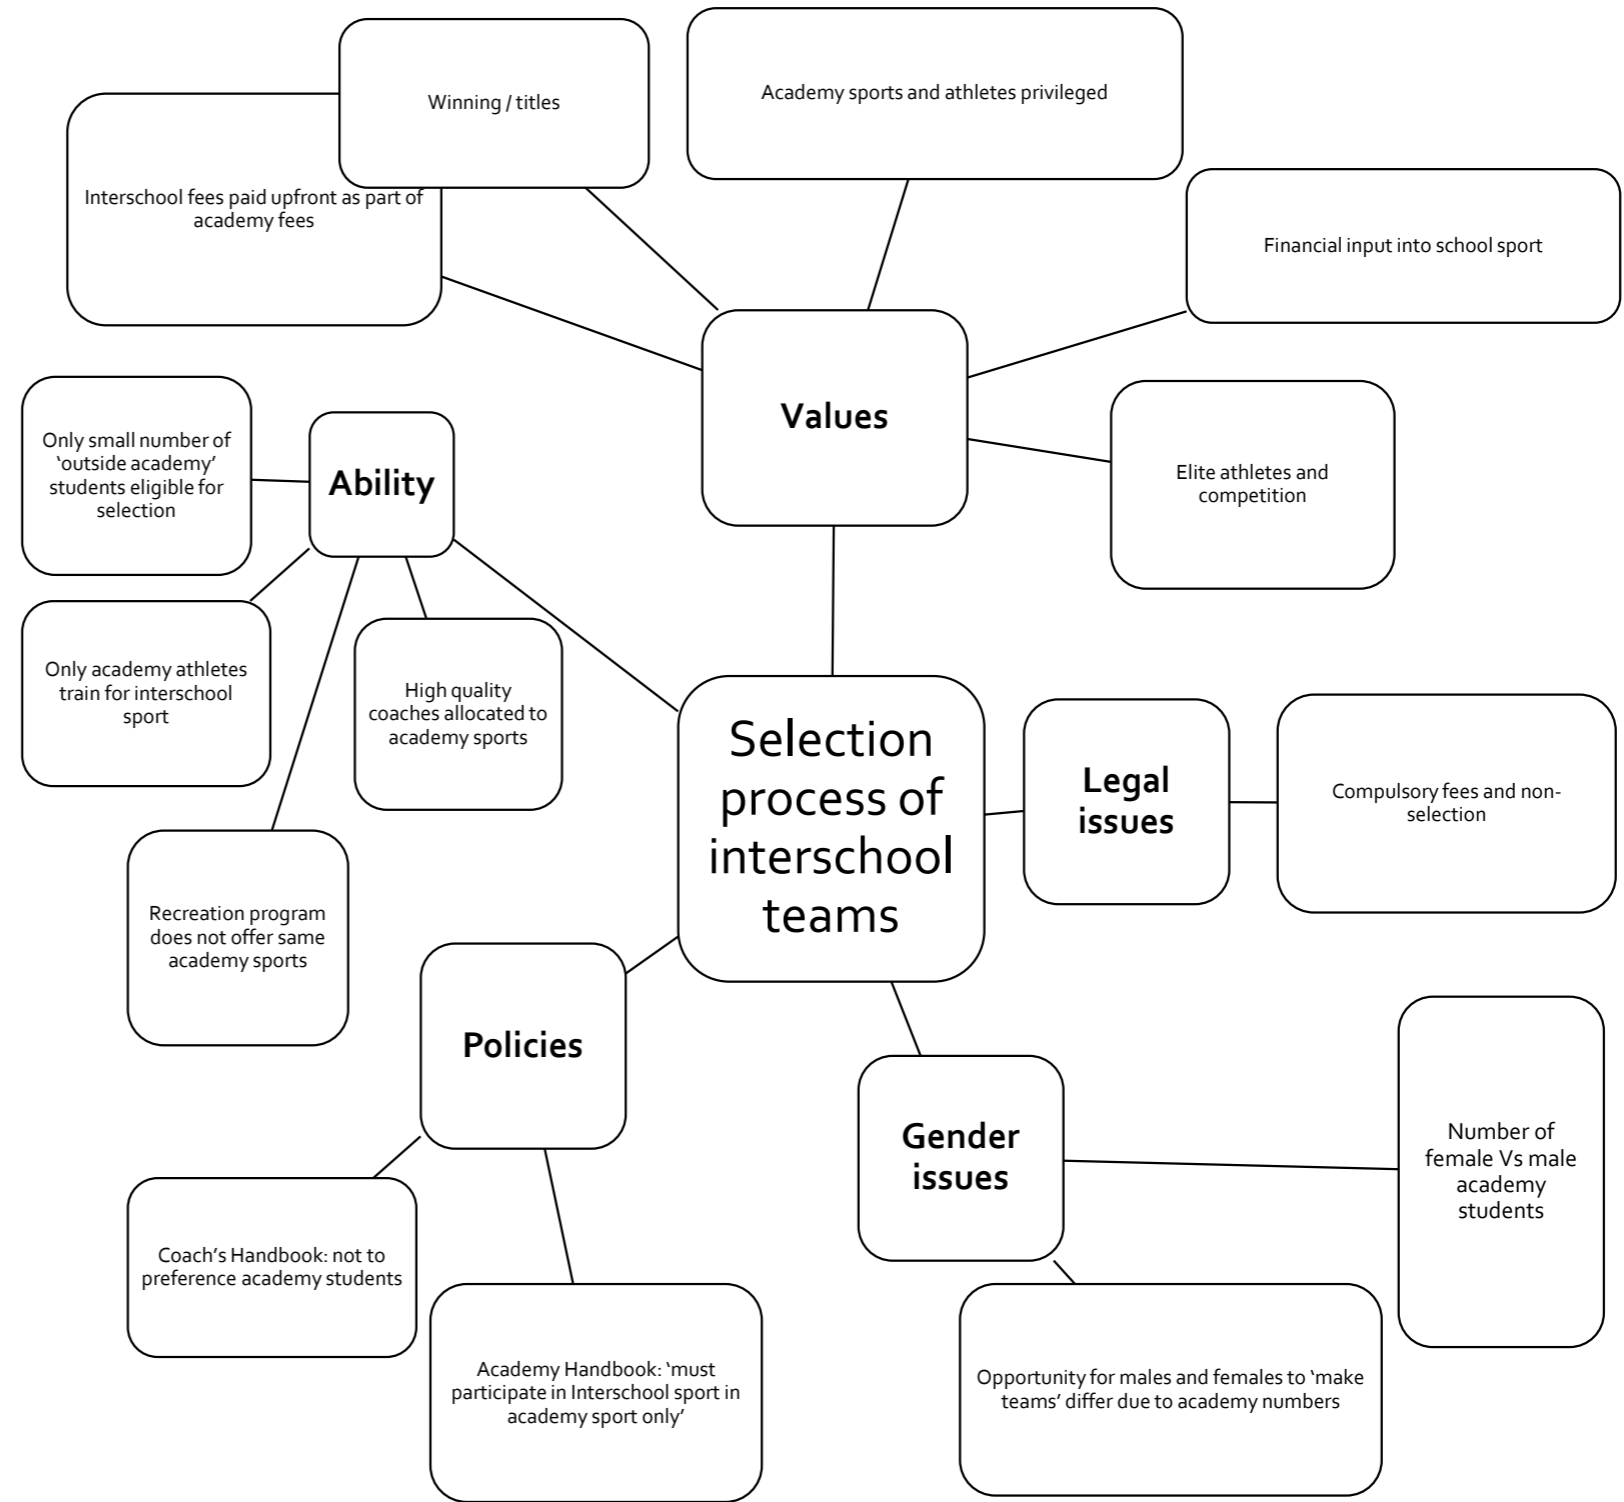 Winning / titles
Academy sports and athletes privileged
Interschool fees paid upfront as part of
academy fees
Financial input into school sport
Values
Elite athletes and
competition
Only small number of
‘outside academy’
students eligible for
selection
Ability
Only academy athletes
train for interschool
sport
High quality
coaches allocated to
academy sports
Recreation program
does not offer same
academy sports
Selection
process of
interschool
teams
Legal
issues
Compulsory fees and non-
selection
Policies
Coach’s Handbook: not to
preference academy students
Academy Handbook: ‘must
participate in Interschool sport in
academy sport only’
Gender
issues
Number of
female Vs male
academy
students
Opportunity for males and females to ‘make
teams’ differ due to academy numbers